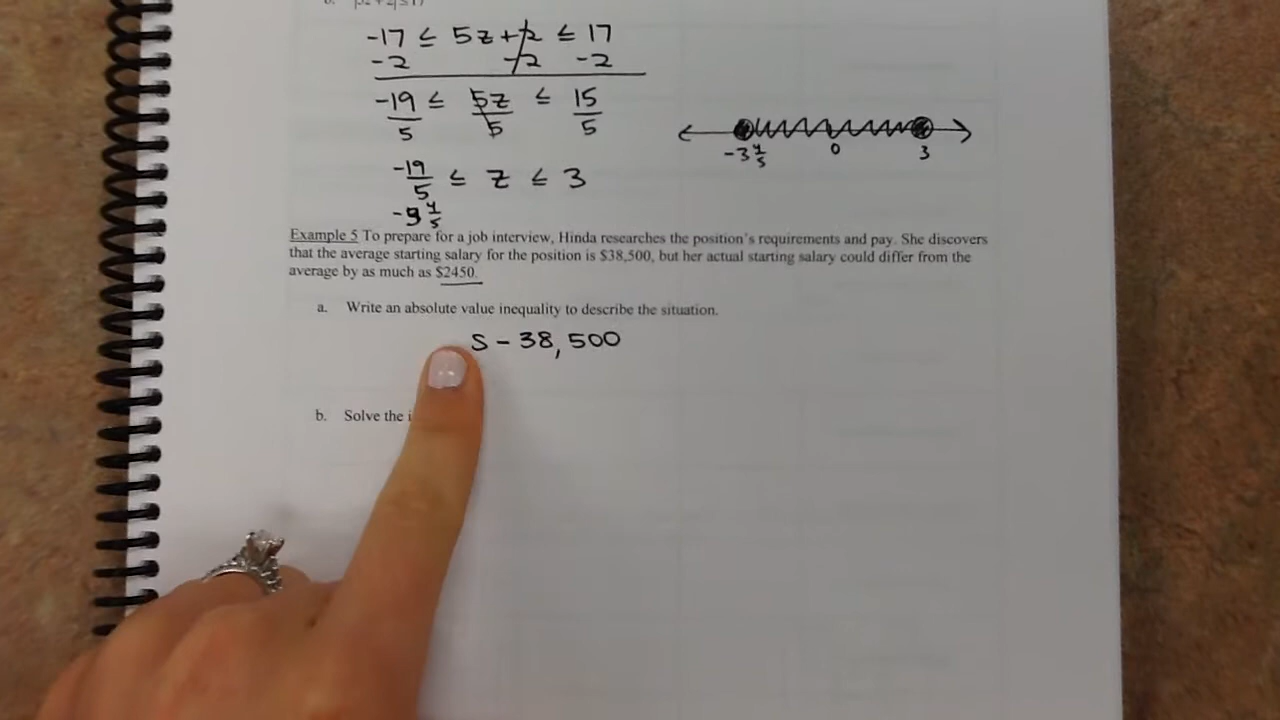 -17 ≤ 5z + 2 ≤ 17
-2 -2 -2
-19/5 ≤ 5z/5 ≤ 15/5
-3 4/5 0 3
-19/5 ≤ z ≤ 3
-3 4/5
Example 5 To prepare for a job interview, Hinda researches the position's requirements and pay. She discovers
that the average starting salary for the position is $38,500, but her actual starting salary could differ from the
average by as much as $2450.
a. Write an absolute value inequality to describe the situation.
S - 38,500
b. Solve the